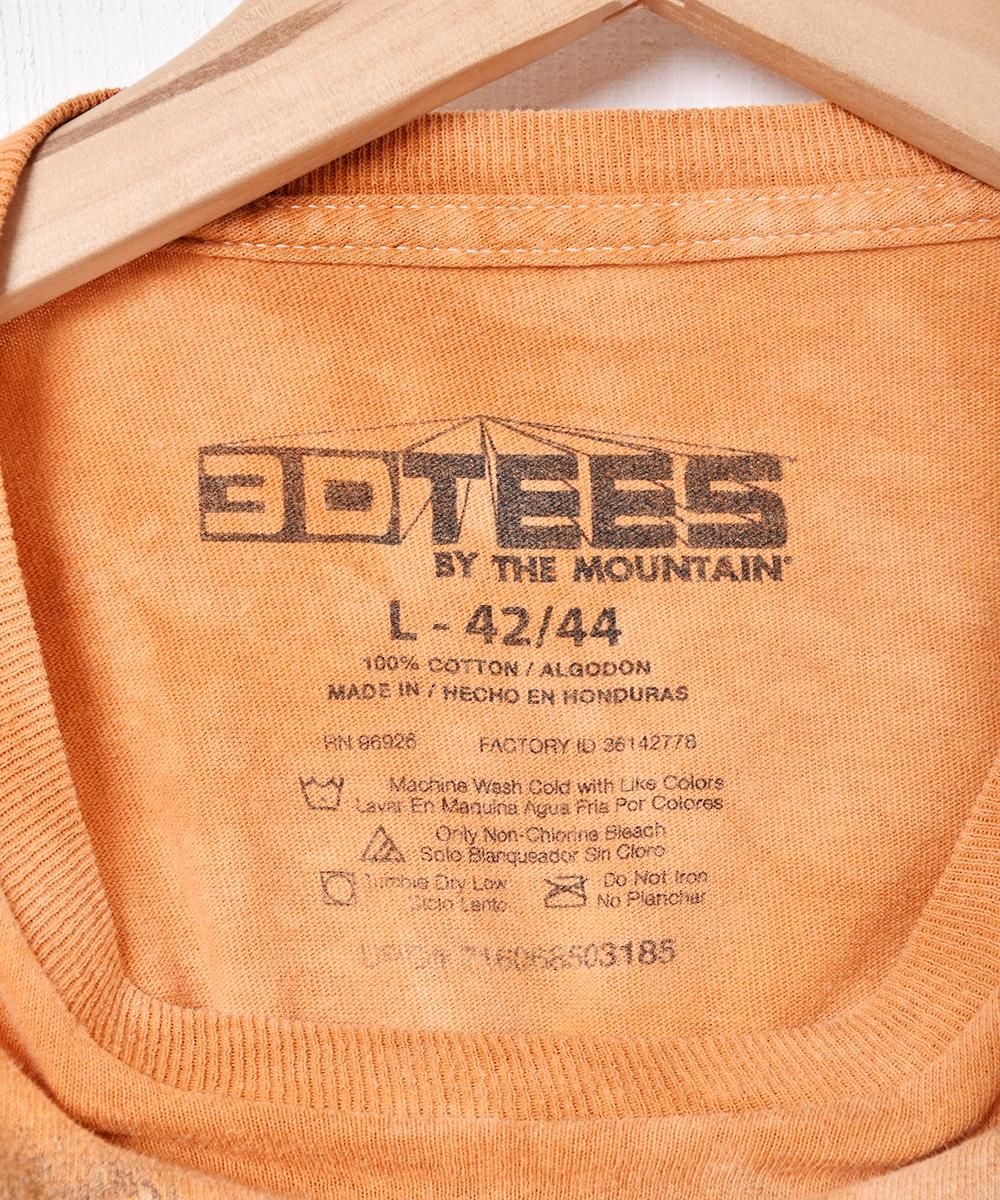 3D TEES
BY THE MOUNTAIN®
L - 42/44
100% COTTON / ALGODON
MADE IN / HECHO EN HONDURAS
RN 96926 FACTORY ID 36142778
Machine Wash Cold with Like Colors
Lavar En Maquina Agua Fria Por Colores
Only Non-Chlorine Bleach
Solo Blanqueador Sin Cloro
Tumble Dry Low
Ciclo Lento
Do Not Iron
No Planchar